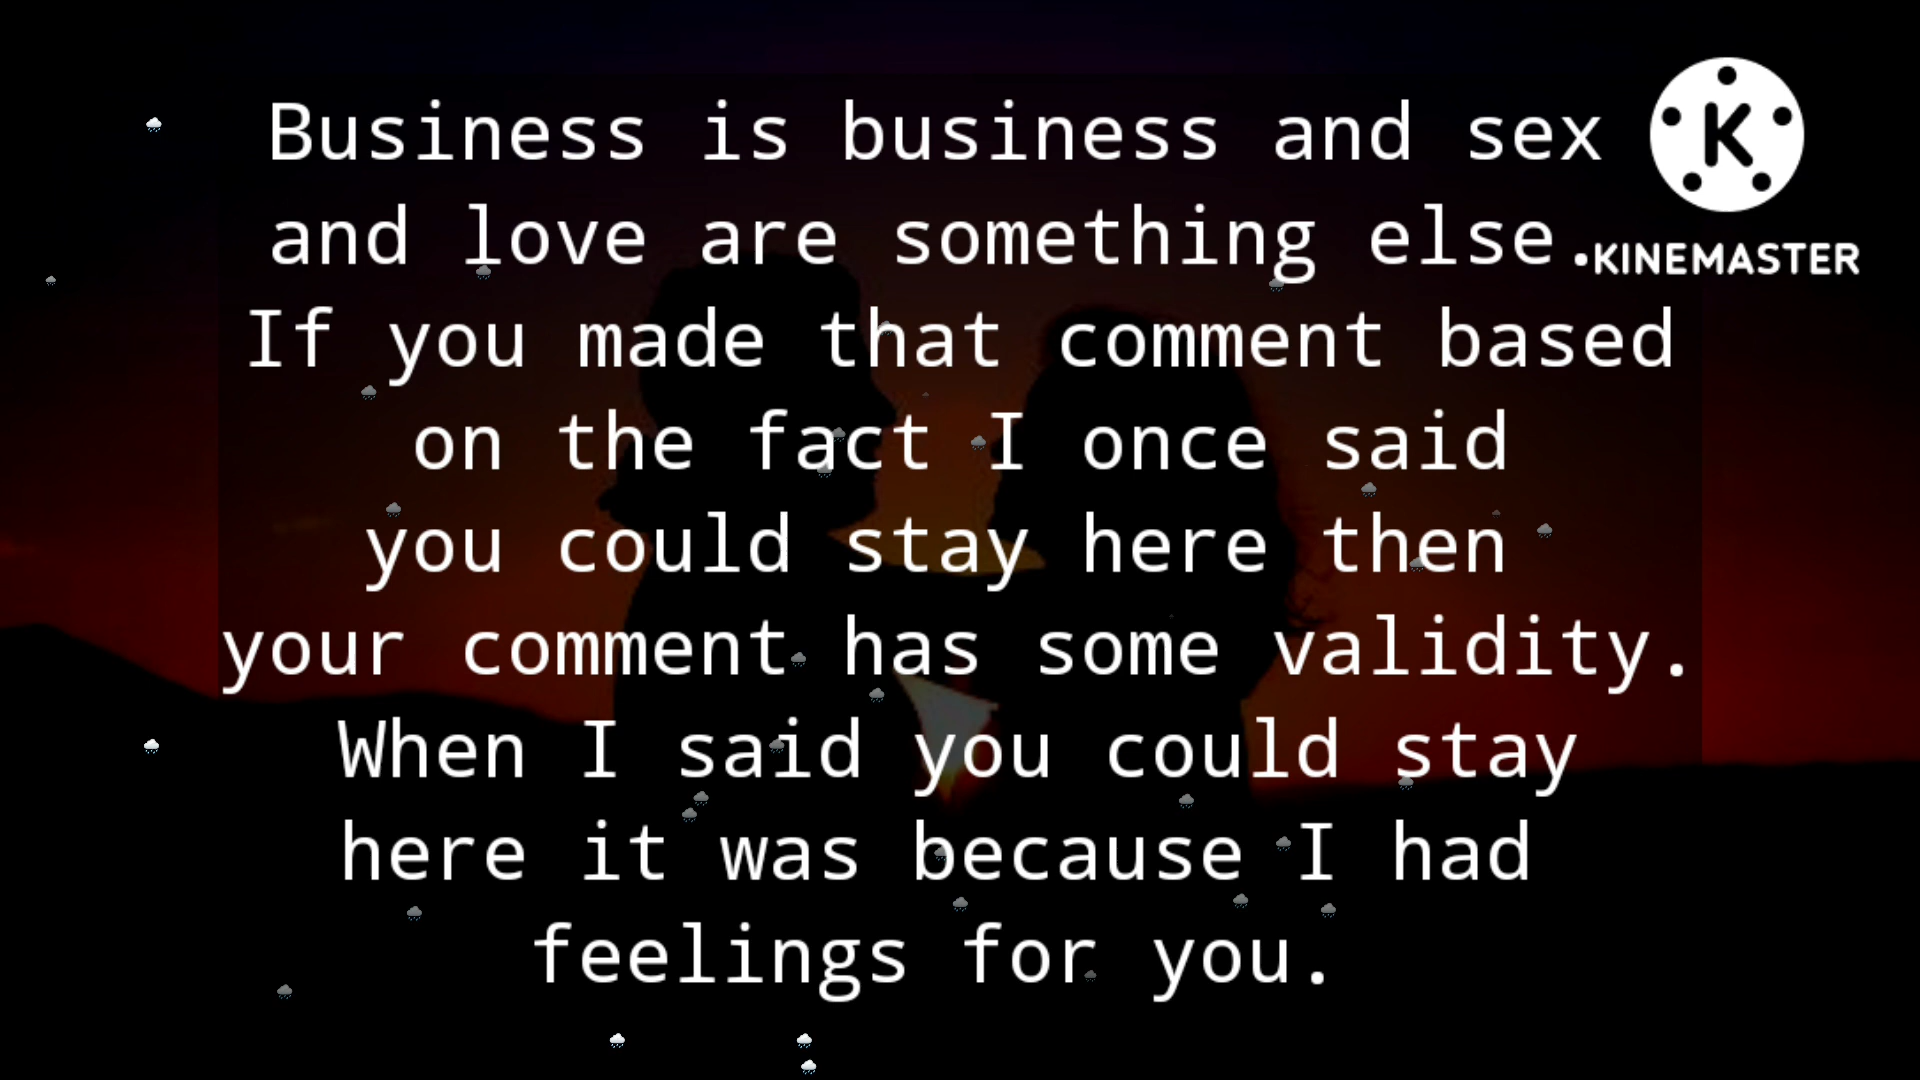 Business is business and sex
and love are something else.
If you made that comment based
on the fact I once said
you could stay here then
your comment has some validity.
When I said you could stay
here it was because I had
feelings for you.
K
KINEMASTER